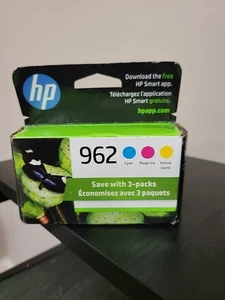 Download the free
HP Smart app.
Téléchargez l'application
HP Smart gratuite.
hpapp.com
hp
962
Cyan
Magenta
Yellow
Jaune
Save with 3-packs
Économisez avec 3 paquets